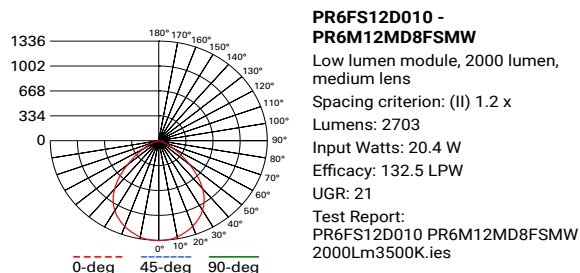 1336
1002
668
334
0
180°
170°
160°
150°
140°
130°
120°
110°
100°
90°
80°
70°
60°
50°
40°
30°
20°
10°
0°
0-deg 45-deg 90-deg
PR6FS12D010 -
PR6M12MD8FSMW
Low lumen module, 2000 lumen,
medium lens
Spacing criterion: (II) 1.2 x
Lumens: 2703
Input Watts: 20.4 W
Efficacy: 132.5 LPW
UGR: 21
Test Report:
PR6FS12D010 PR6M12MD8FSMW
2000Lm3500K.ies